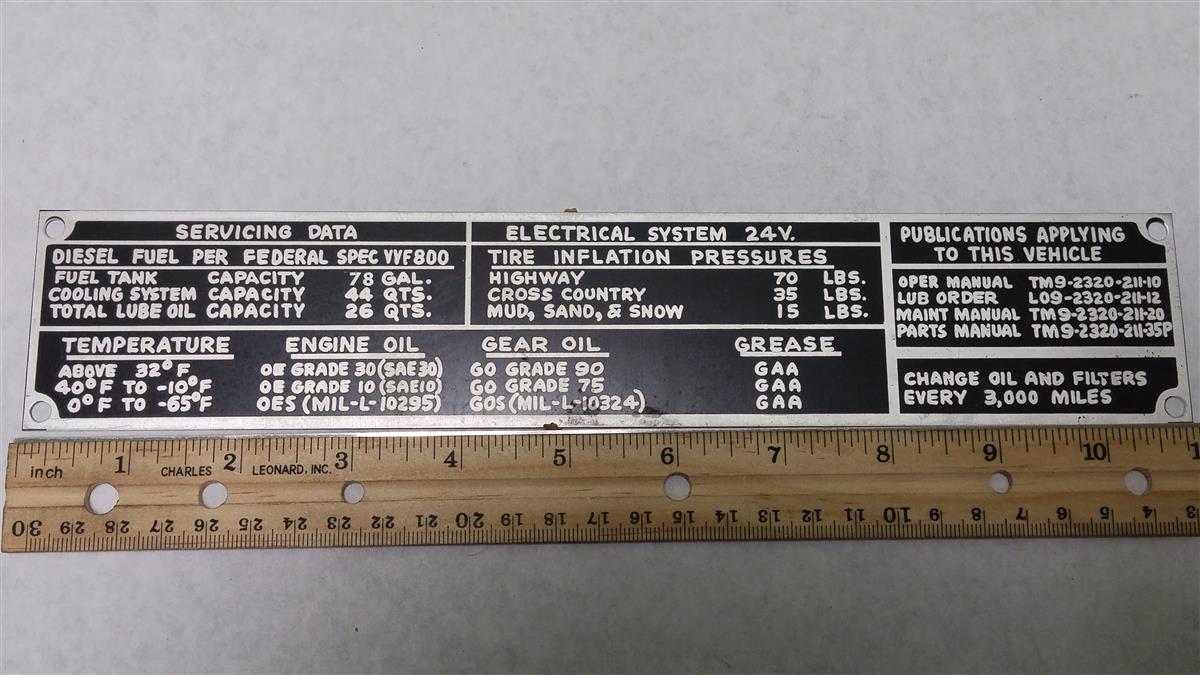 SERVICING DATA
DIESEL FUEL PER FEDERAL SPEC VVF800
FUEL TANK CAPACITY 78 GAL.
COOLING SYSTEM CAPACITY 44 QTS.
TOTAL LUBE OIL CAPACITY 26 QTS.
ELECTRICAL SYSTEM 24V.
TIRE INFLATION PRESSURES
HIGHWAY 70 LBS.
CROSS COUNTRY 35 LBS.
MUD, SAND, & SNOW 15 LBS.
TEMPERATURE ENGINE OIL GEAR OIL GREASE
ABOVE 32°F OE GRADE 30 (SAE30) GO GRADE 90 GAA
40°F TO -10°F OE GRADE 10 (SAE10) GO GRADE 75 GAA
0°F TO -65°F OES (MIL-L-10295) GOS (MIL-L-10324) GAA
PUBLICATIONS APPLYING
TO THIS VEHICLE
OPER MANUAL TM9-2320-211-10
LUB ORDER LO9-2320-211-12
MAINT MANUAL TM9-2320-211-20
PARTS MANUAL TM9-2320-211-35P
CHANGE OIL AND FILTERS
EVERY 3,000 MILES
inch 1 CHARLES 2 LEONARD, INC. 3 4 5 6 7 8 9 10 1
30 29 28 27 26 25 24 23 22 21 20 19 18 17 16 15 14 13 12 11 10 9 8 7 6 5 4 3